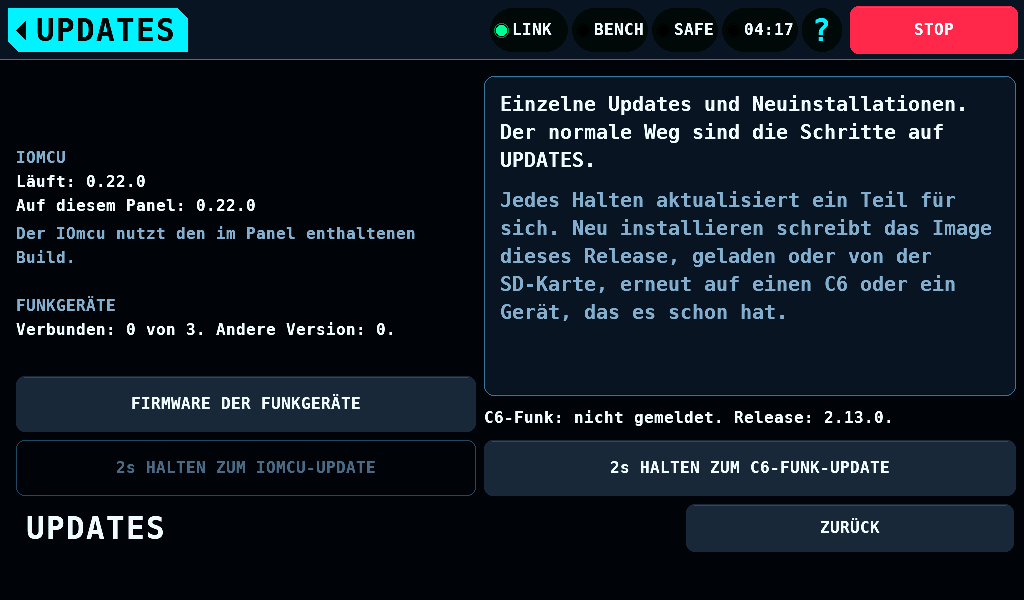 UPDATES
LINK
BENCH
SAFE
04:17
?
STOP
IOMCU
Läuft: 0.22.0
Auf diesem Panel: 0.22.0
Der IOmcu nutzt den im Panel enthaltenen
Build.
FUNKGERÄTE
Verbunden: 0 von 3. Andere Version: 0.
FIRMWARE DER FUNKGERÄTE
2s HALTEN ZUM IOMCU-UPDATE
Einzelne Updates und Neuinstallationen.
Der normale Weg sind die Schritte auf
UPDATES.
Jedes Halten aktualisiert ein Teil für
sich. Neu installieren schreibt das Image
dieses Release, geladen oder von der
SD-Karte, erneut auf einen C6 oder ein
Gerät, das es schon hat.
C6-Funk: nicht gemeldet. Release: 2.13.0.
2s HALTEN ZUM C6-FUNK-UPDATE
UPDATES
ZURÜCK